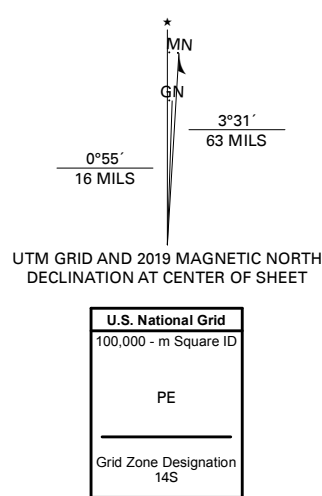 ★
MN
GN
3°31´
63 MILS
0°55´
16 MILS
UTM GRID AND 2019 MAGNETIC NORTH
DECLINATION AT CENTER OF SHEET
U.S. National Grid
100,000 - m Square ID
PE
Grid Zone Designation
14S